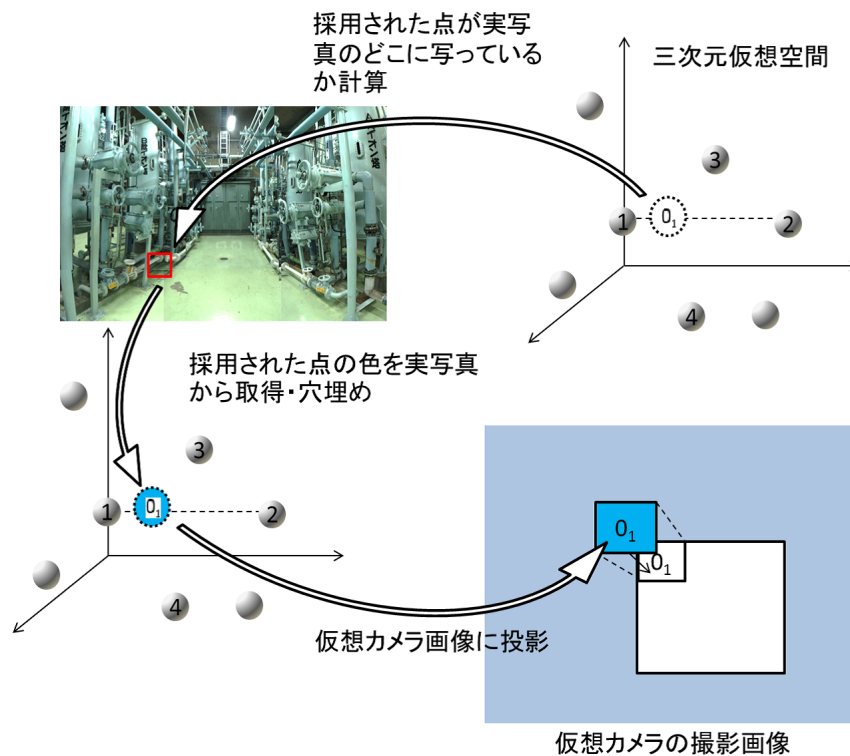 採用された点が実写
真のどこに写っている
か計算
三次元仮想空間
3
1
0₁
2
4
採用された点の色を実写真
から取得・穴埋め
3
1
0₁
2
4
0₁
0₁
仮想カメラ画像に投影
仮想カメラの撮影画像